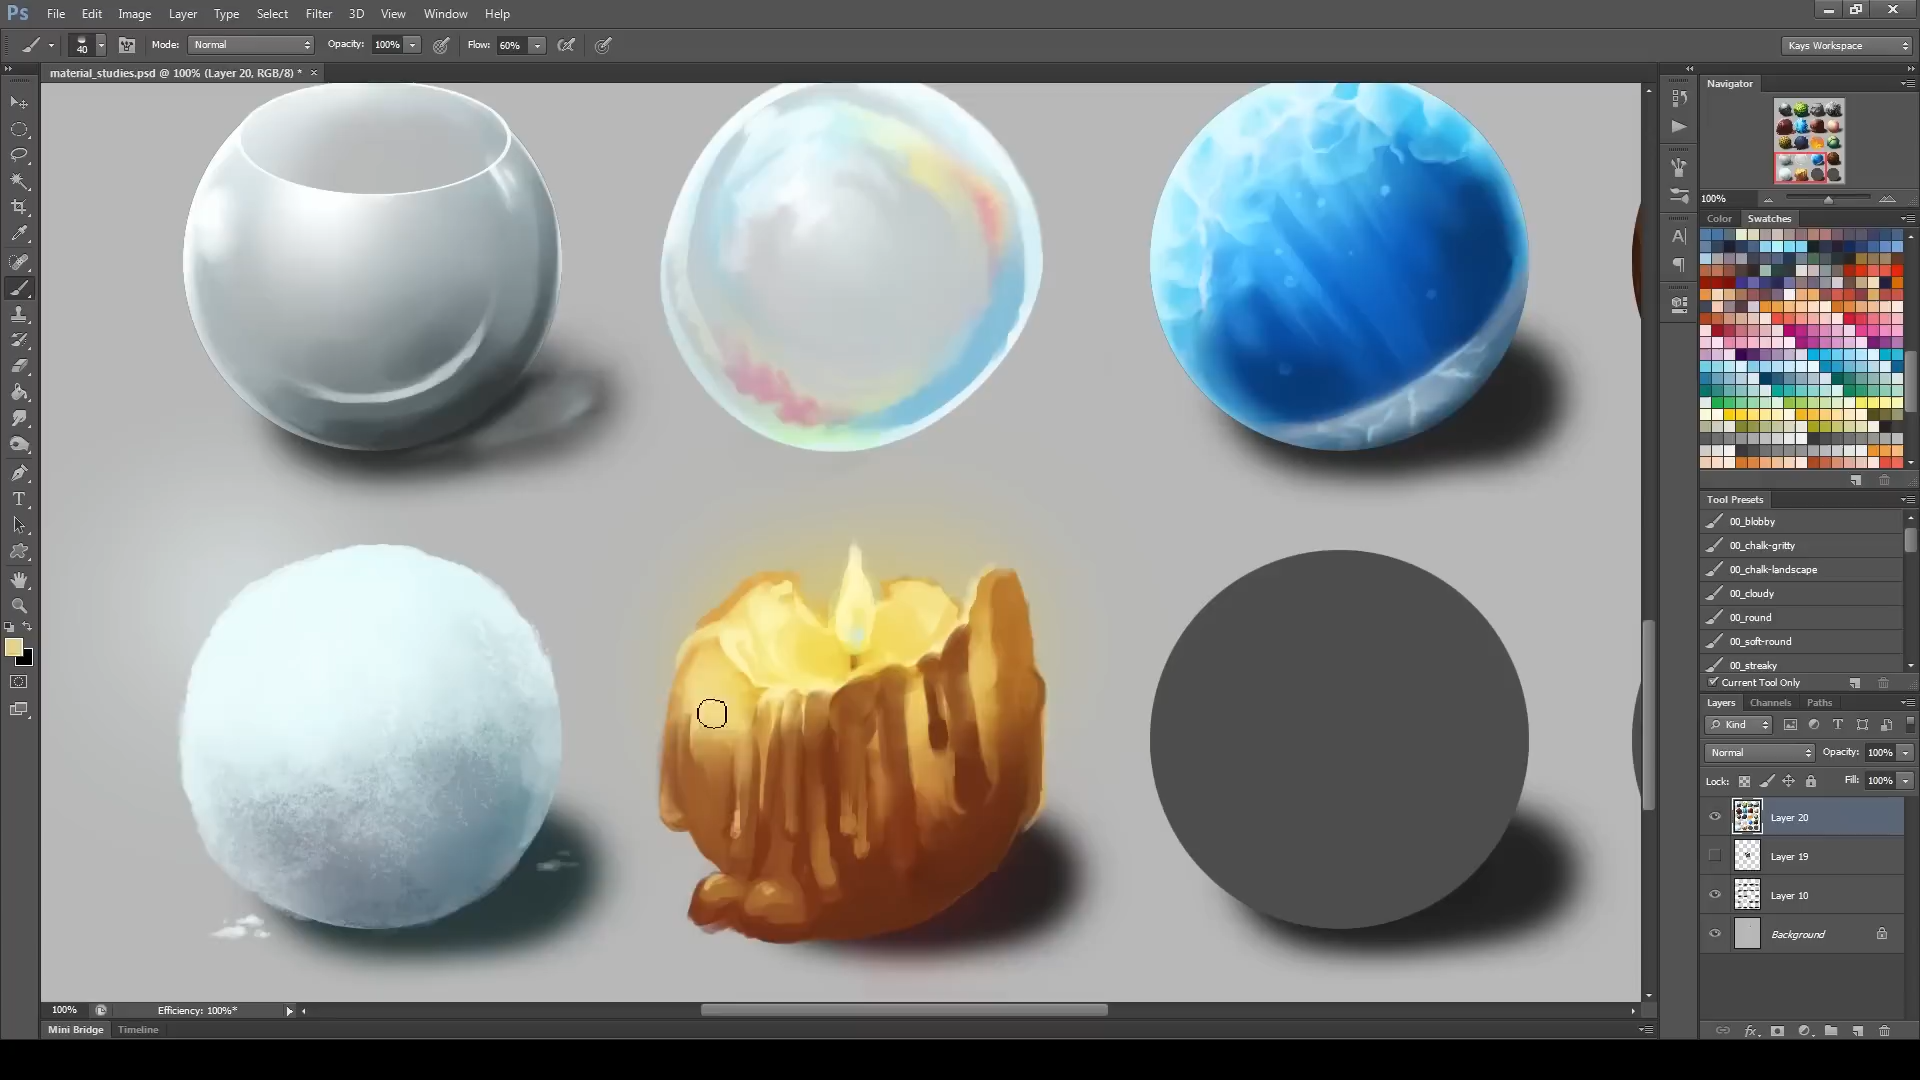 Ps File Edit Image Layer Type Select Filter 3D View Window Help
40 Mode: Normal Opacity: 100% Flow: 60% Kays Workspace
material_studies.psd @ 100% (Layer 20, RGB/8) * ×
Navigator
100%
Color Swatches
Tool Presets
00_blobby
00_chalk-gritty
00_chalk-landscape
00_cloudy
00_round
00_soft-round
00_streaky
Current Tool Only
Layers Channels Paths
Kind
Normal Opacity: 100%
Lock: Fill: 100%
Layer 20
Layer 19
Layer 10
Background
fx
100% Efficiency: 100%*
Mini Bridge Timeline